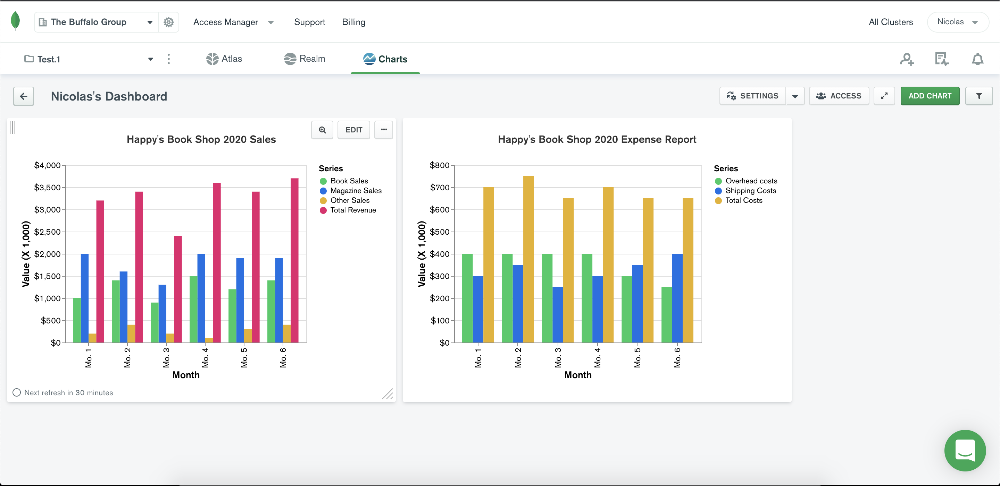 The Buffalo Group
Access Manager
Support
Billing
All Clusters
Nicolas
Test.1
Atlas
Realm
Charts
Nicolas's Dashboard
SETTINGS
ACCESS
ADD CHART
EDIT
Happy's Book Shop 2020 Sales
Value (X 1,000)
$4,000
$3,500
$3,000
$2,500
$2,000
$1,500
$1,000
$500
$0
Mo. 1
Mo. 2
Mo. 3
Mo. 4
Mo. 5
Mo. 6
Month
Series
Book Sales
Magazine Sales
Other Sales
Total Revenue
Next refresh in 30 minutes
Happy's Book Shop 2020 Expense Report
Value (X 1,000)
$800
$700
$600
$500
$400
$300
$200
$100
$0
Mo. 1
Mo. 2
Mo. 3
Mo. 4
Mo. 5
Mo. 6
Month
Series
Overhead costs
Shipping Costs
Total Costs